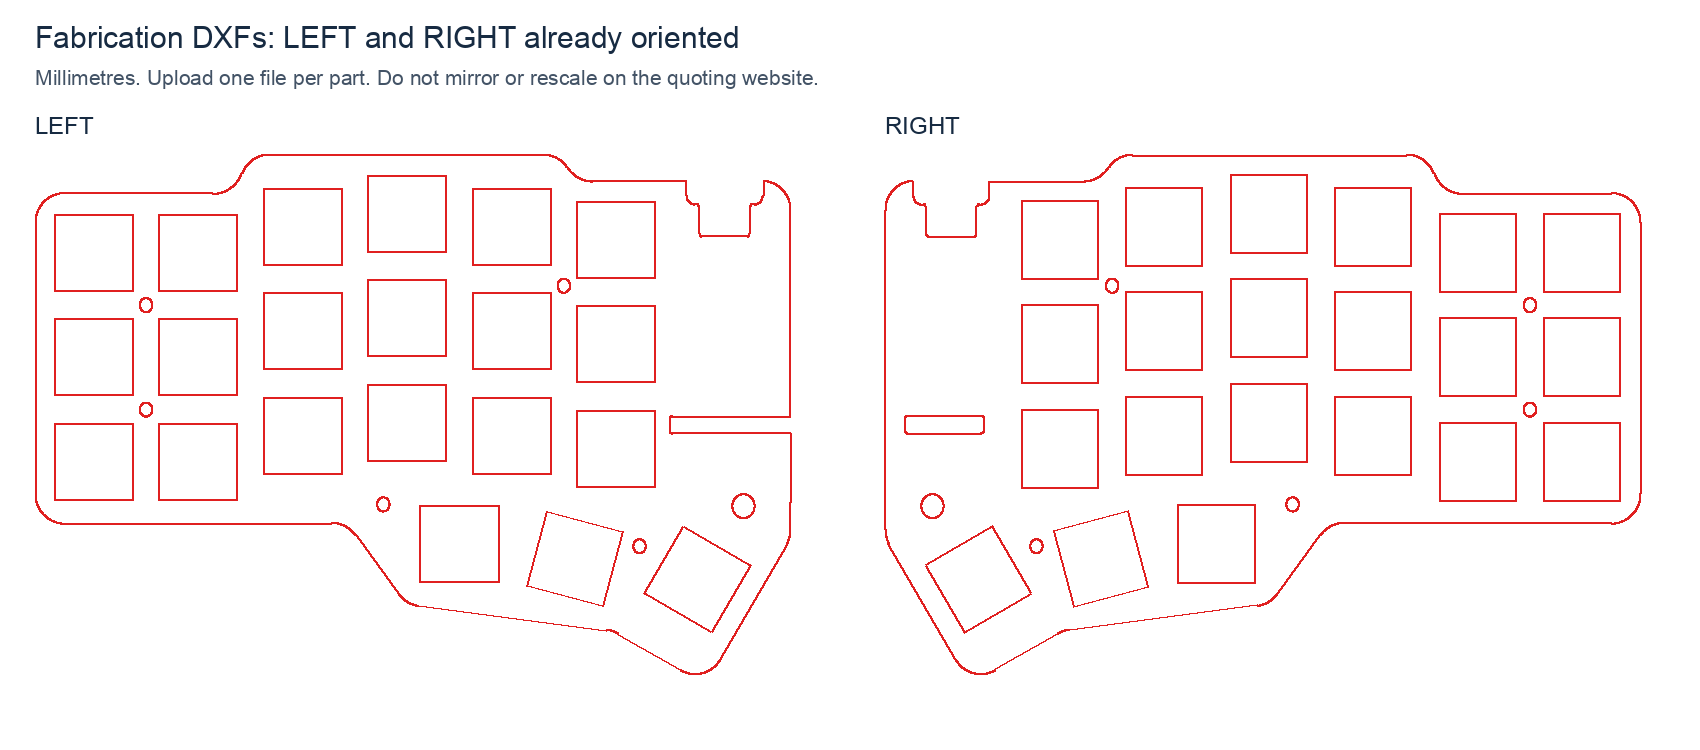 Fabrication DXFs: LEFT and RIGHT already oriented
Millimetres. Upload one file per part. Do not mirror or rescale on the quoting website.
LEFT
RIGHT